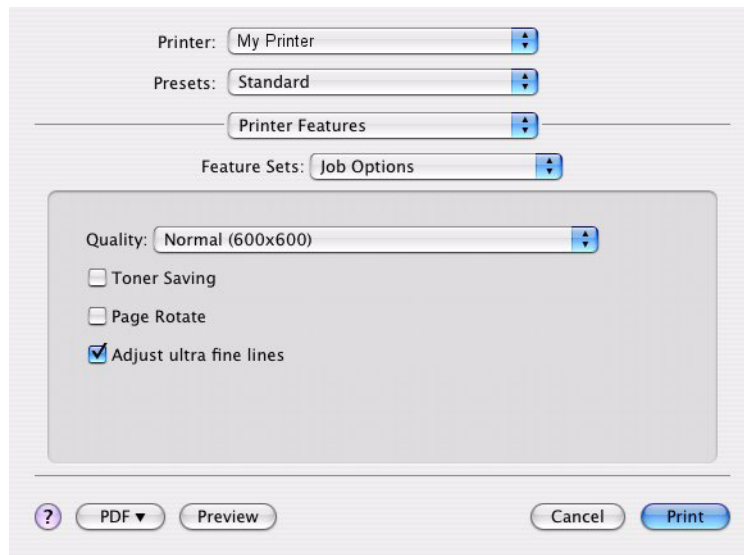 Printer: My Printer
Presets: Standard
Printer Features
Feature Sets: Job Options
Quality: Normal (600x600)
Toner Saving
Page Rotate
Adjust ultra fine lines
? PDF ▼ Preview Cancel Print